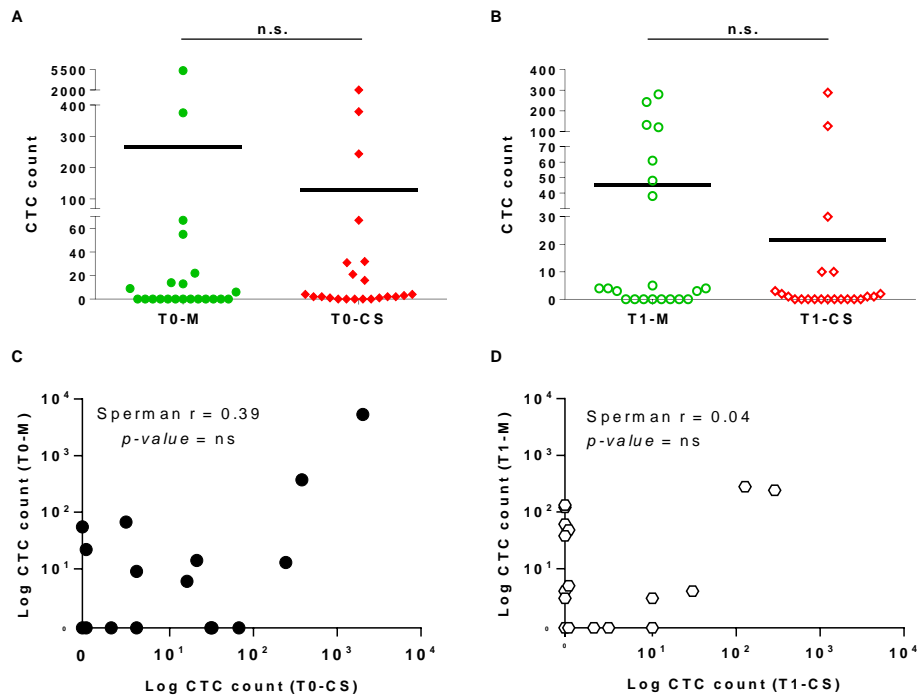 A
n.s.
CTC count
5500
2000
400
300
200
100
60
40
20
0
T0-M
T0-CS
B
n.s.
CTC count
400
300
200
100
70
60
50
40
30
20
10
0
T1-M
T1-CS
C
Sperman r = 0.39
p-value = ns
Log CTC count (T0-M)
10^4
10^3
10^2
10^1
0
0
10^1
10^2
10^3
10^4
Log CTC count (T0-CS)
D
Sperman r = 0.04
p-value = ns
Log CTC count (T1-M)
10^4
10^3
10^2
10^1
0
0
10^1
10^2
10^3
10^4
Log CTC count (T1-CS)